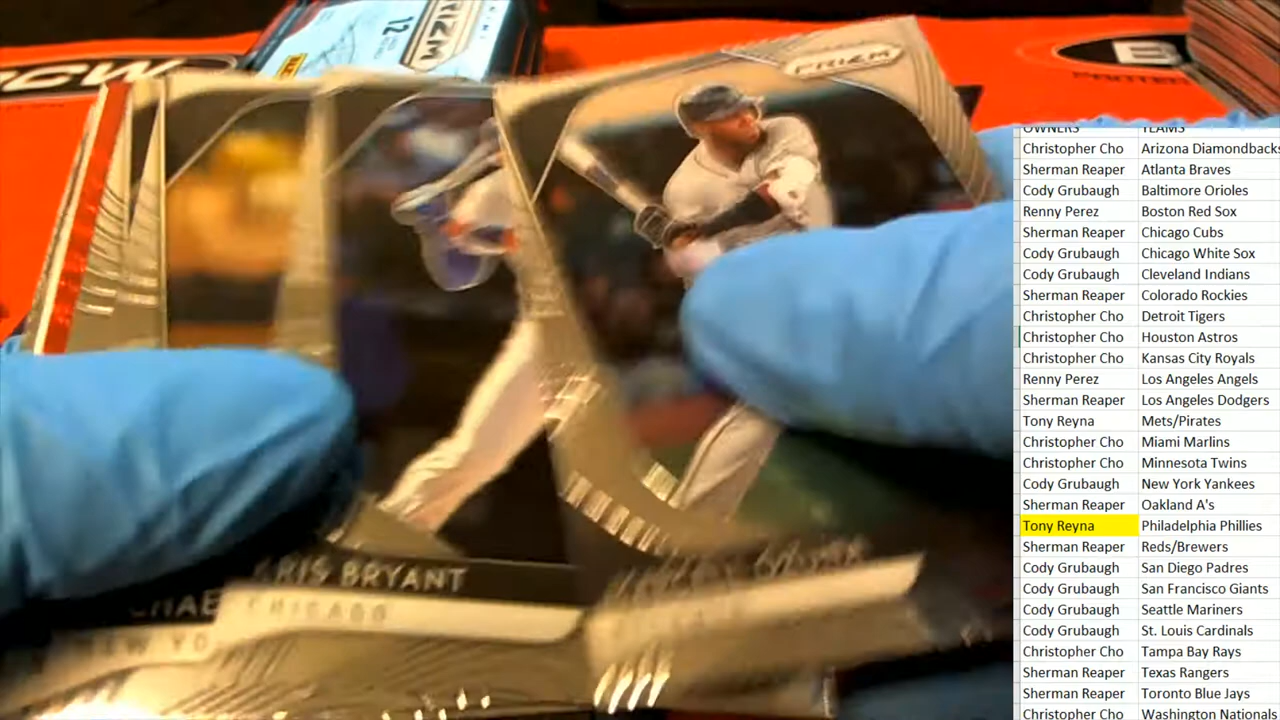 PRIZM
12
RIZM
CW
B
KRIS BRYANT
CHICAGO
CHAE
EW YO
OWNERS TEAMS
Christopher Cho Arizona Diamondbacks
Sherman Reaper Atlanta Braves
Cody Grubaugh Baltimore Orioles
Renny Perez Boston Red Sox
Sherman Reaper Chicago Cubs
Cody Grubaugh Chicago White Sox
Cody Grubaugh Cleveland Indians
Sherman Reaper Colorado Rockies
Christopher Cho Detroit Tigers
Christopher Cho Houston Astros
Christopher Cho Kansas City Royals
Renny Perez Los Angeles Angels
Sherman Reaper Los Angeles Dodgers
Tony Reyna Mets/Pirates
Christopher Cho Miami Marlins
Christopher Cho Minnesota Twins
Cody Grubaugh New York Yankees
Sherman Reaper Oakland A's
Tony Reyna Philadelphia Phillies
Sherman Reaper Reds/Brewers
Cody Grubaugh San Diego Padres
Cody Grubaugh San Francisco Giants
Cody Grubaugh Seattle Mariners
Cody Grubaugh St. Louis Cardinals
Christopher Cho Tampa Bay Rays
Sherman Reaper Texas Rangers
Sherman Reaper Toronto Blue Jays
Christopher Cho Washington Nationals